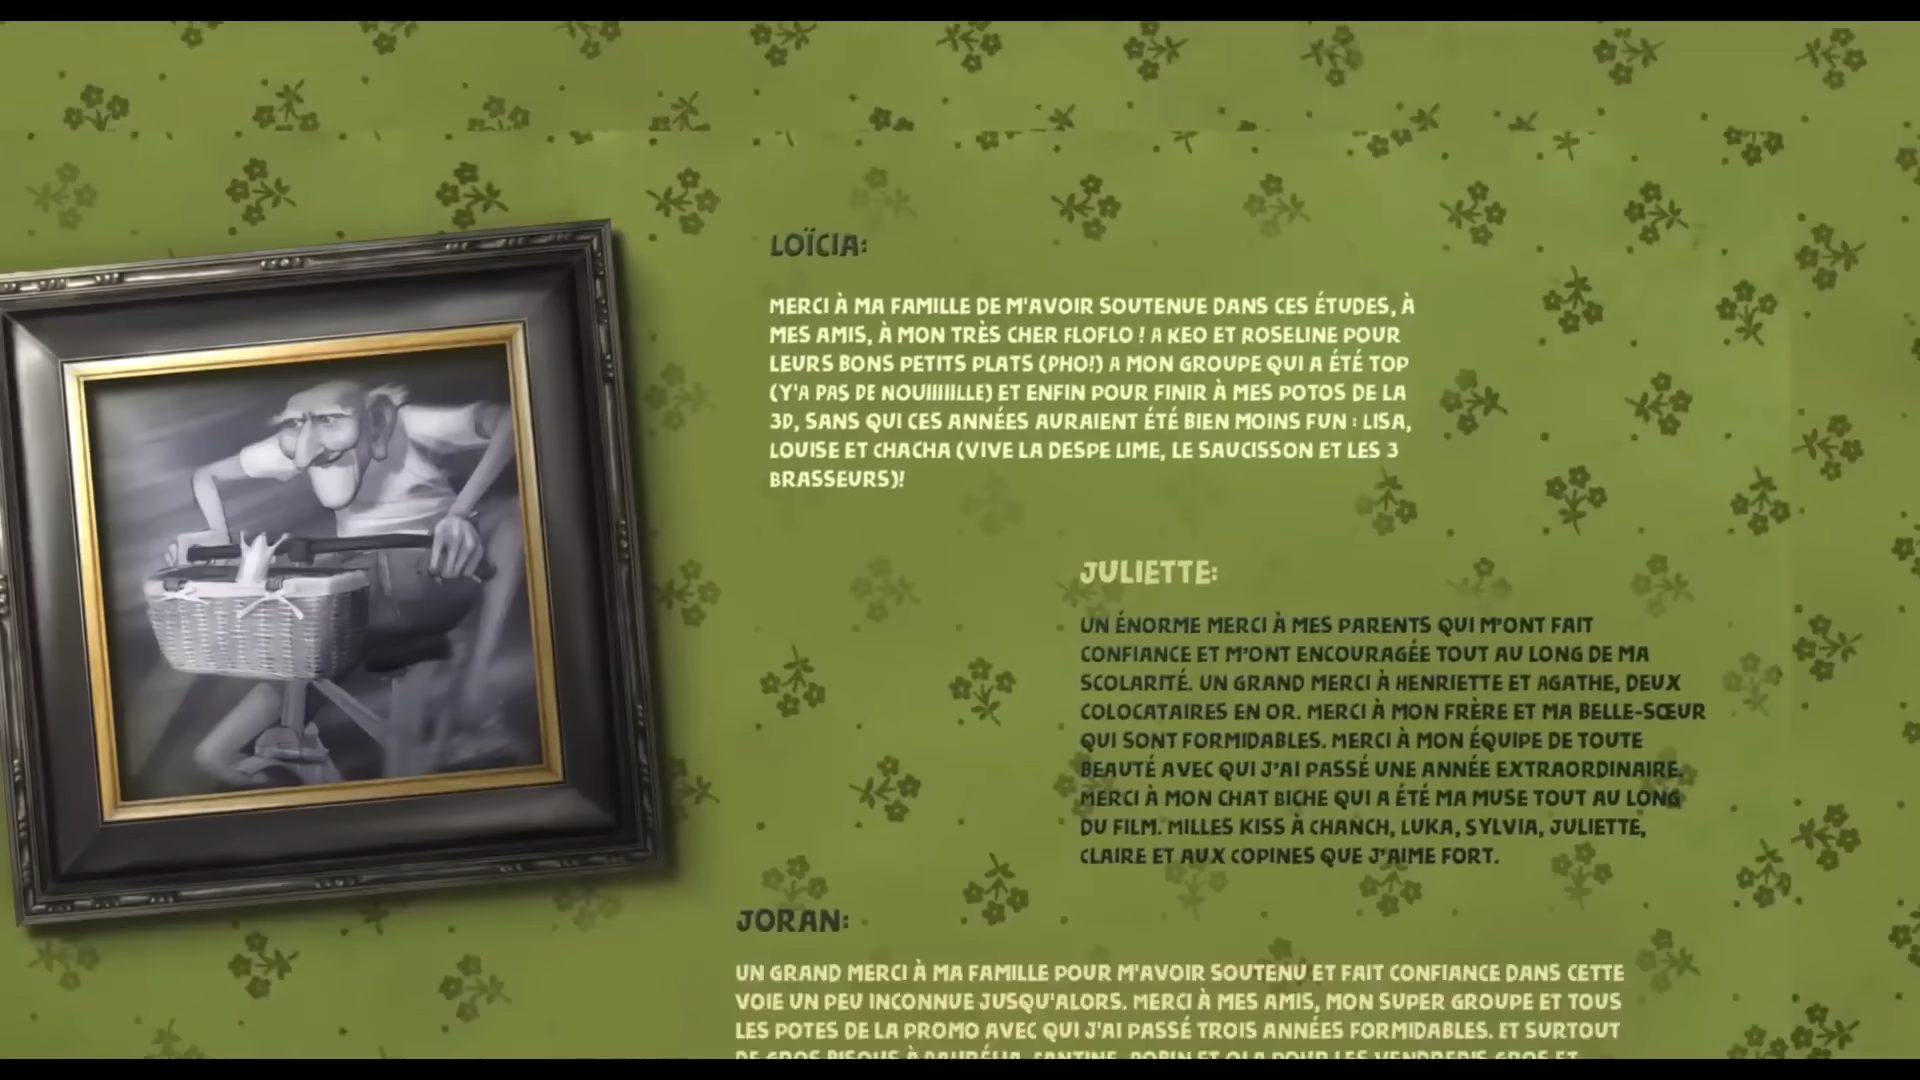 LOÏCIA:
MERCI À MA FAMILLE DE M'AVOIR SOUTENUE DANS CES ÉTUDES, À
MES AMIS, À MON TRÈS CHER FLOFLO ! A KEO ET ROSELINE POUR
LEURS BONS PETITS PLATS (PHO!) A MON GROUPE QUI A ÉTÉ TOP
(Y'A PAS DE NOUIIIIIILLE) ET ENFIN POUR FINIR À MES POTOS DE LA
3D, SANS QUI CES ANNÉES AURAIENT ÉTÉ BIEN MOINS FUN : LISA,
LOUISE ET CHACHA (VIVE LA DESPE LIME, LE SAUCISSON ET LES 3
BRASSEURS)!
JULIETTE:
UN ÉNORME MERCI À MES PARENTS QUI M'ONT FAIT
CONFIANCE ET M'ONT ENCOURAGÉE TOUT AU LONG DE MA
SCOLARITÉ. UN GRAND MERCI À HENRIETTE ET AGATHE, DEUX
COLOCATAIRES EN OR. MERCI À MON FRÈRE ET MA BELLE-SŒUR
QUI SONT FORMIDABLES. MERCI À MON ÉQUIPE DE TOUTE
BEAUTÉ AVEC QUI J'AI PASSÉ UNE ANNÉE EXTRAORDINAIRE.
MERCI À MON CHAT BICHE QUI A ÉTÉ MA MUSE TOUT AU LONG
DU FILM. MILLES KISS À CHANCH, LUKA, SYLVIA, JULIETTE,
CLAIRE ET AUX COPINES QUE J'AIME FORT.
JORAN:
UN GRAND MERCI À MA FAMILLE POUR M'AVOIR SOUTENU ET FAIT CONFIANCE DANS CETTE
VOIE UN PEU INCONNUE JUSQU'ALORS. MERCI À MES AMIS, MON SUPER GROUPE ET TOUS
LES POTES DE LA PROMO AVEC QUI J'AI PASSÉ TROIS ANNÉES FORMIDABLES. ET SURTOUT